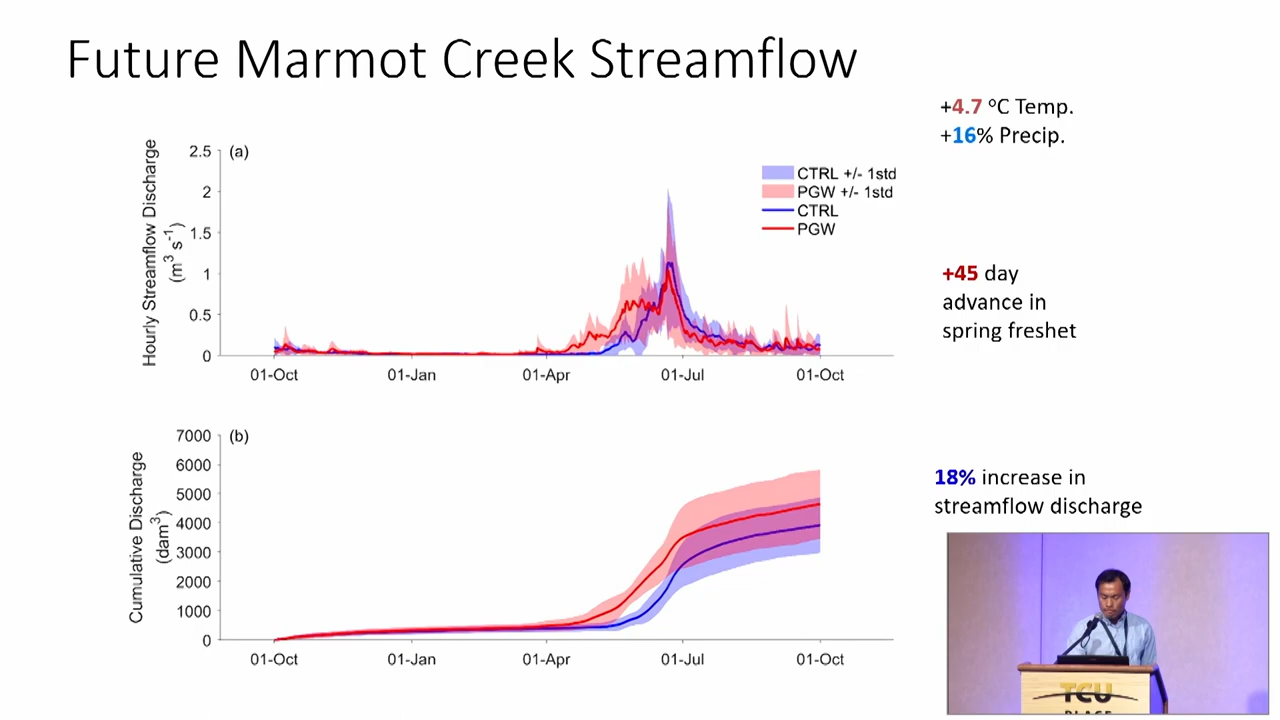 Future Marmot Creek Streamflow
+4.7 ºC Temp.
+16% Precip.
Hourly Streamflow Discharge
(m³ s⁻¹)
2.5
2
1.5
1
0.5
0
(a)
CTRL +/- 1std
PGW +/- 1std
CTRL
PGW
01-Oct
01-Jan
01-Apr
01-Jul
01-Oct
+45 day
advance in
spring freshet
Cumulative Discharge
(dam³)
7000
6000
5000
4000
3000
2000
1000
0
(b)
01-Oct
01-Jan
01-Apr
01-Jul
01-Oct
18% increase in
streamflow discharge
TCU
PLACE